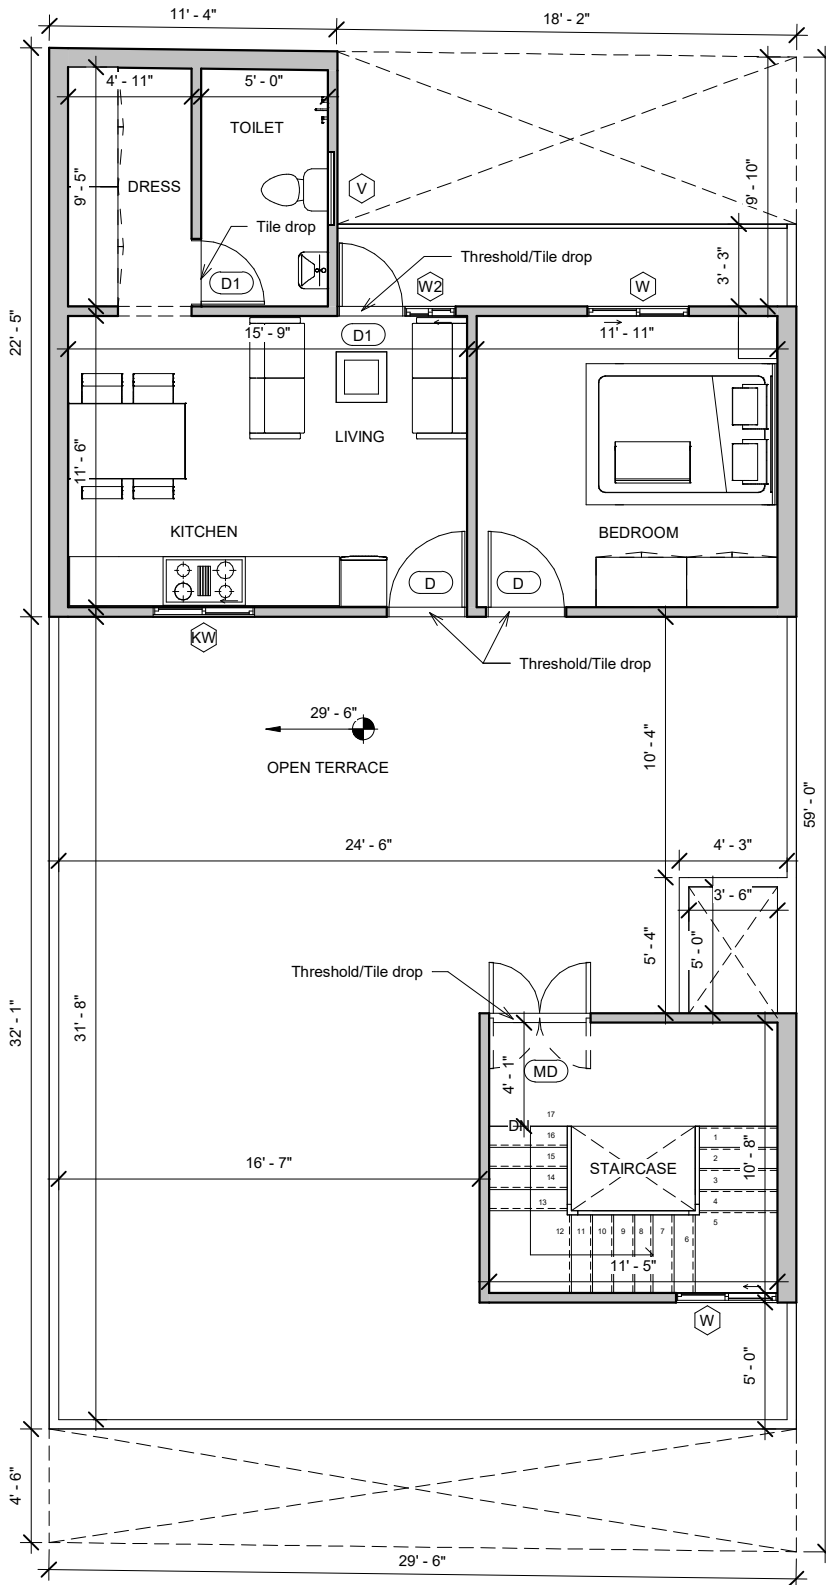 11' - 4"
18' - 2"
4' - 11"
5' - 0"
TOILET
9' - 5"
DRESS
V
9' - 10"
Tile drop
Threshold/Tile drop
3' - 3"
D1
W2
W
22' - 5"
15' - 9"
D1
11' - 11"
LIVING
11' - 6"
KITCHEN
BEDROOM
D
D
KW
Threshold/Tile drop
29' - 6"
OPEN TERRACE
10' - 4"
59' - 0"
24' - 6"
4' - 3"
3' - 6"
5' - 4"
5' - 0"
Threshold/Tile drop
32' - 1"
31' - 8"
MD
4' - 1"
17
DN
16
1
15
2
10' - 8"
16' - 7"
STAIRCASE
14
3
13
4
5
12
11
10
9
8
7
6
11' - 5"
W
5' - 0"
4' - 6"
29' - 6"